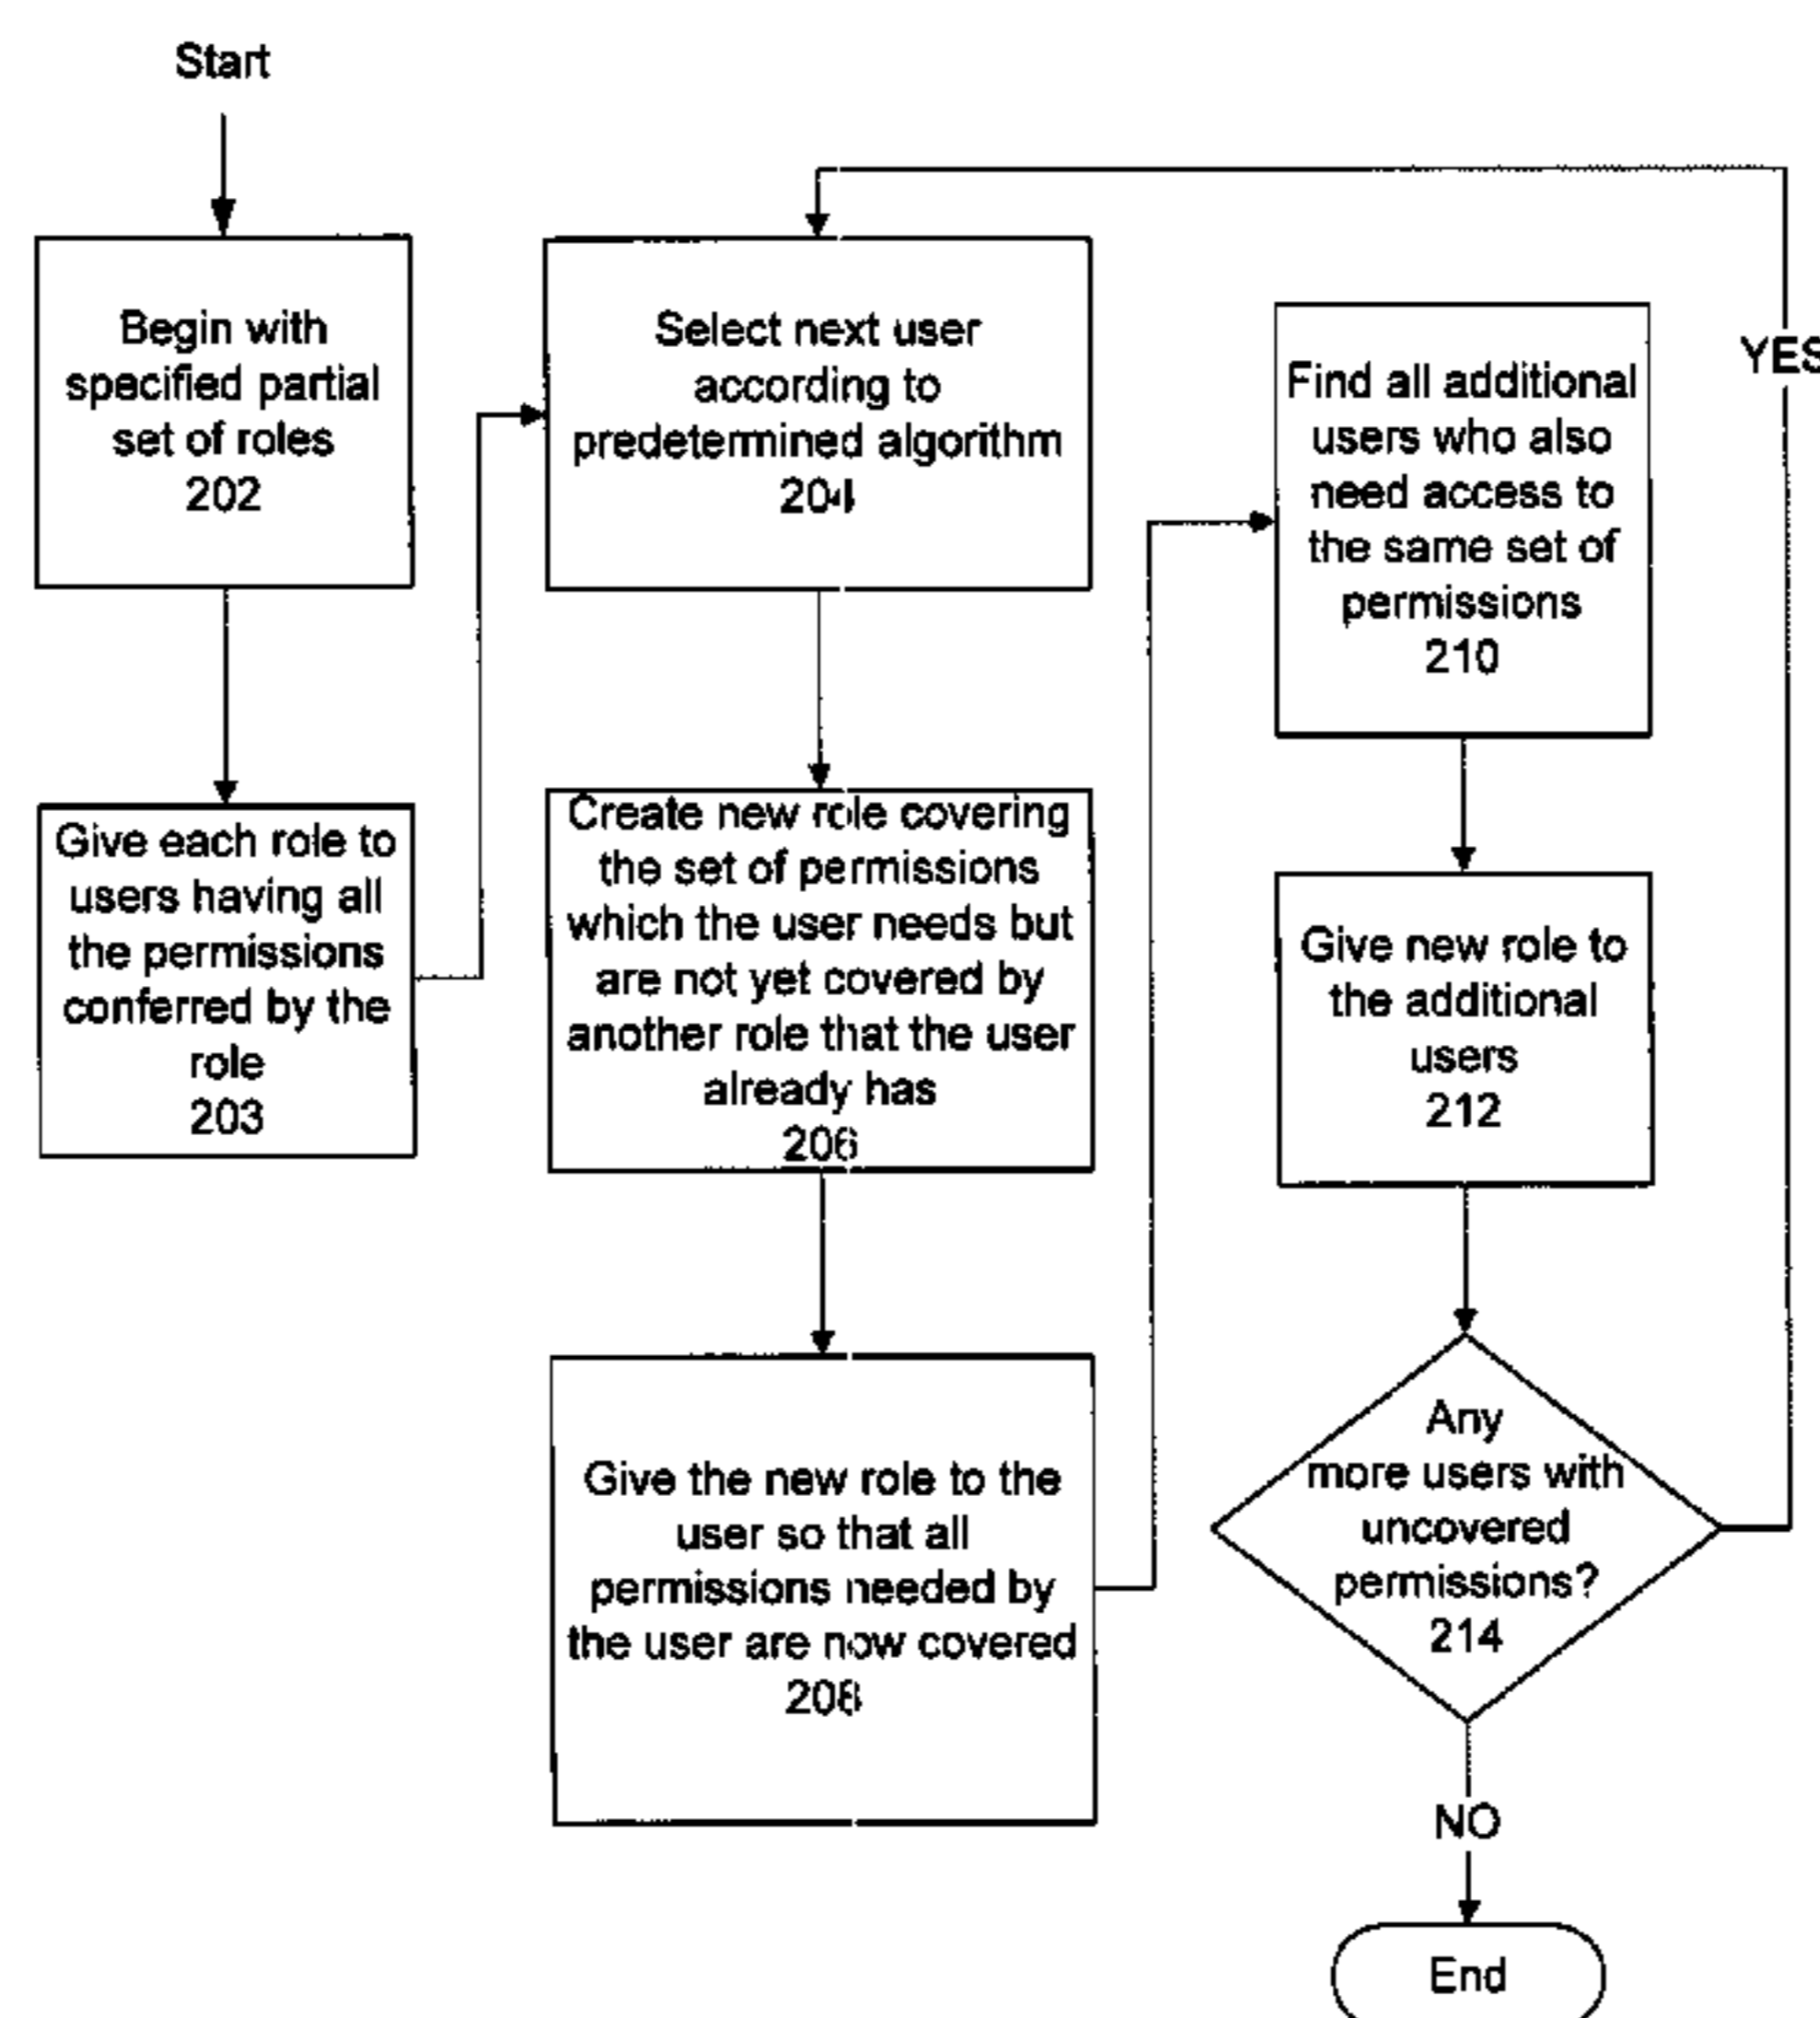 Start
Begin with
specified partial
set of roles
202
Give each role to
users having all
the permissions
conferred by the
role
203
Select next user
according to
predetermined algorithm
204
Create new role covering
the set of permissions
which the user needs but
are not yet covered by
another role that the user
already has
206
Give the new role to the
user so that all
permissions needed by
the user are now covered
208
Find all additional
users who also
need access to
the same set of
permissions
210
Give new role to
the additional
users
212
Any
more users with
uncovered
permissions?
214
YES
NO
End